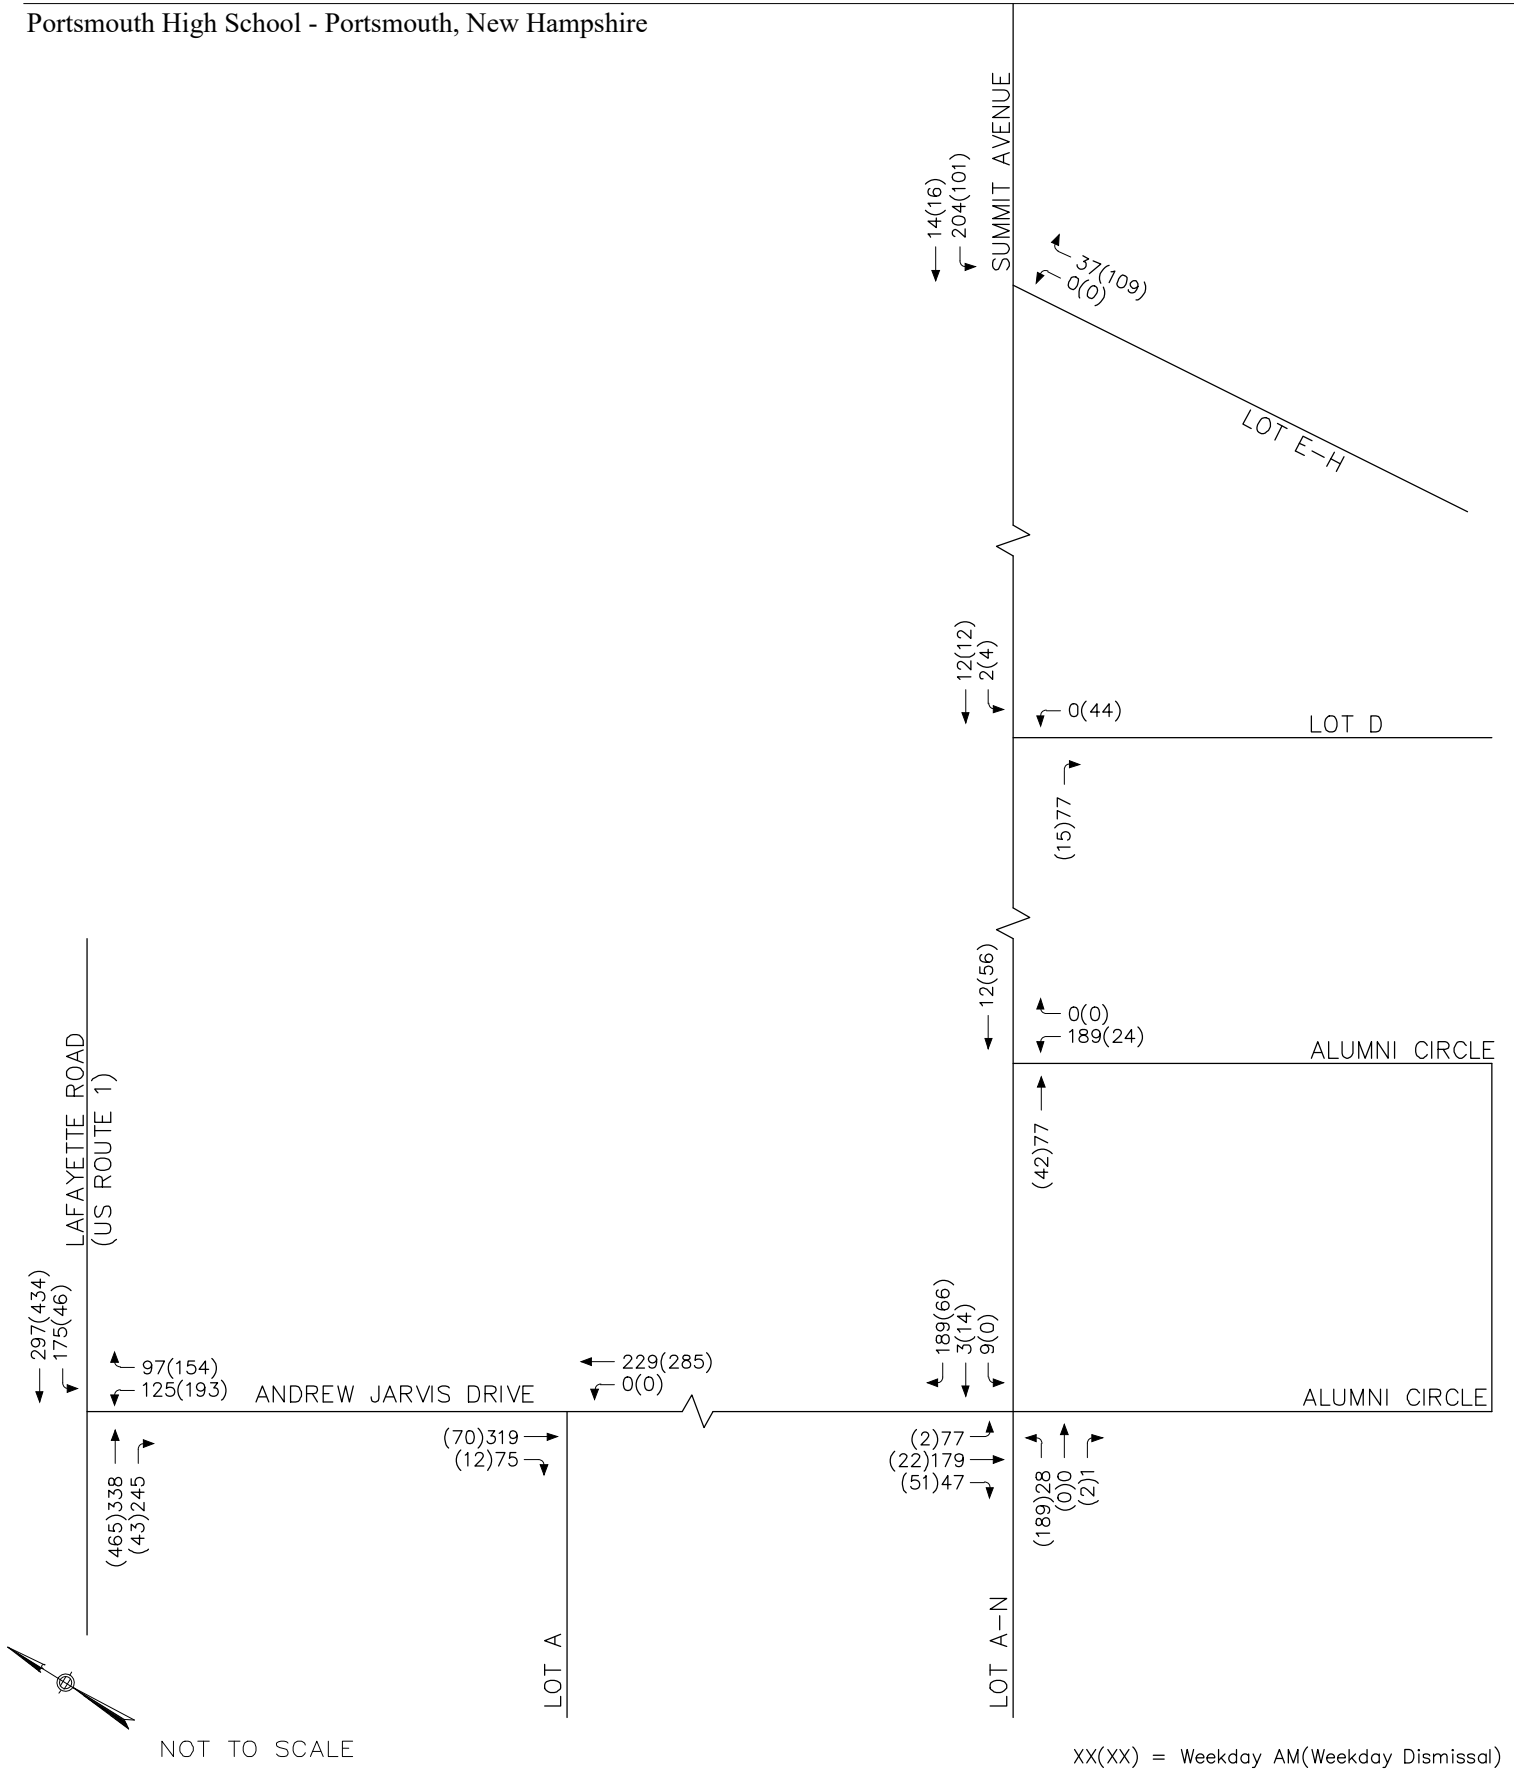 Portsmouth High School - Portsmouth, New Hampshire
SUMMIT AVENUE
14(16)
204(101)
37(109)
0(0)
LOT E-H
12(12)
2(4)
0(44)
LOT D
(15)77
12(56)
0(0)
189(24)
ALUMNI CIRCLE
(42)77
LAFAYETTE ROAD
(US ROUTE 1)
297(434)
175(46)
97(154)
125(193)
ANDREW JARVIS DRIVE
229(285)
0(0)
189(66)
3(14)
9(0)
ALUMNI CIRCLE
(465)338
(43)245
(70)319
(12)75
(2)77
(22)179
(51)47
(189)28
(0)0
(2)1
LOT A
LOT A-N
NOT TO SCALE
XX(XX) = Weekday AM(Weekday Dismissal)